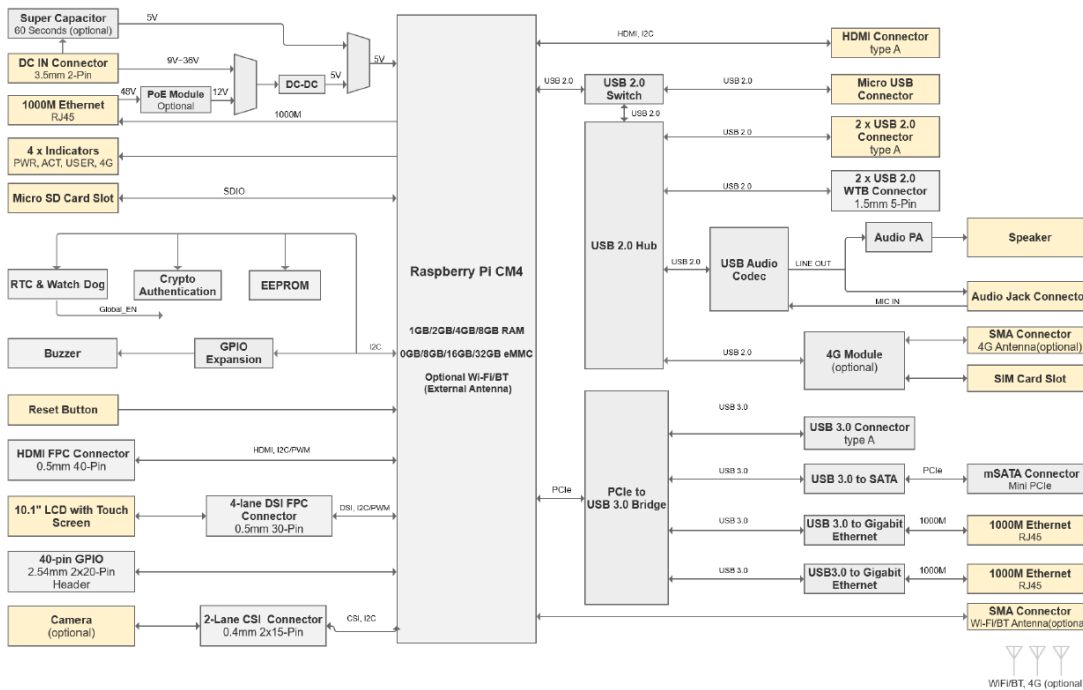 Super Capacitor
60 Seconds (optional)
5V
DC IN Connector
3.5mm 2-Pin
9V~36V
5V
5V
DC-DC
48V
PoE Module
Optional
12V
1000M Ethernet
RJ45
1000M
4 x Indicators
PWR, ACT, USER, 4G
Micro SD Card Slot
SDIO
RTC & Watch Dog
Crypto
Authentication
EEPROM
Global_EN
Buzzer
GPIO
Expansion
I2C
Reset Button
HDMI FPC Connector
0.5mm 40-Pin
HDMI, I2C/PWM
10.1" LCD with Touch
Screen
4-lane DSI FPC
Connector
0.5mm 30-Pin
DSI, I2C/PWM
40-pin GPIO
2.54mm 2x20-Pin
Header
Camera
(optional)
2-Lane CSI Connector
0.4mm 2x15-Pin
CSI, I2C
Raspberry Pi CM4
1GB/2GB/4GB/8GB RAM
0GB/8GB/16GB/32GB eMMC
Optional Wi-Fi/BT
(External Antenna)
HDMI, I2C
HDMI Connector
type A
USB 2.0
USB 2.0
Switch
USB 2.0
Micro USB
Connector
USB 2.0
USB 2.0 Hub
USB 2.0
2 x USB 2.0
Connector
type A
USB 2.0
2 x USB 2.0
WTB Connector
1.5mm 5-Pin
USB 2.0
USB Audio
Codec
LINE OUT
Audio PA
Speaker
MIC IN
Audio Jack Connector
USB 2.0
4G Module
(optional)
SMA Connector
4G Antenna(optional)
SIM Card Slot
PCIe
PCIe to
USB 3.0 Bridge
USB 3.0
USB 3.0 Connector
type A
USB 3.0
USB 3.0 to SATA
PCIe
mSATA Connector
Mini PCIe
USB 3.0
USB 3.0 to Gigabit
Ethernet
1000M
1000M Ethernet
RJ45
USB 3.0
USB3.0 to Gigabit
Ethernet
1000M
1000M Ethernet
RJ45
SMA Connector
Wi-Fi/BT Antenna(optional
WiFi/BT, 4G (optional)